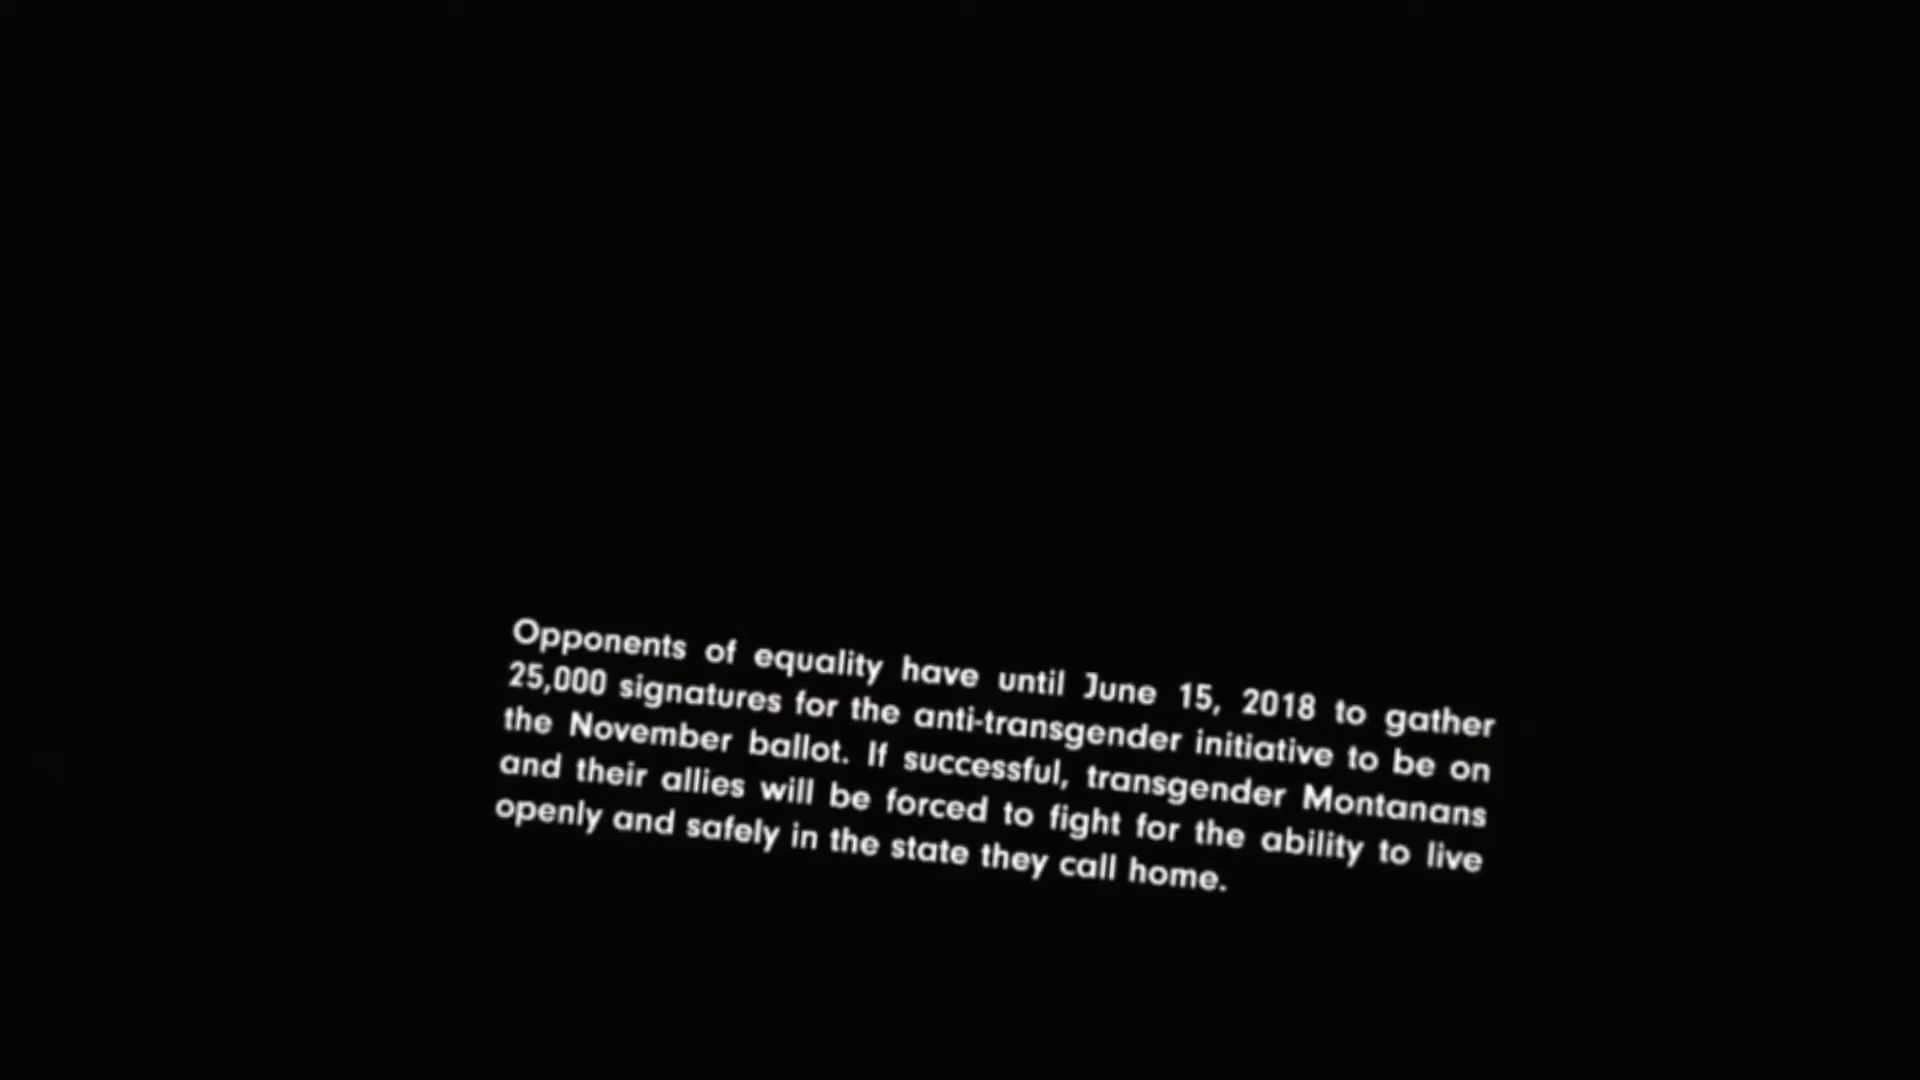 Opponents of equality have until June 15, 2018 to gather
25,000 signatures for the anti-transgender initiative to be on
the November ballot. If successful, transgender Montanans
and their allies will be forced to fight for the ability to live
openly and safely in the state they call home.